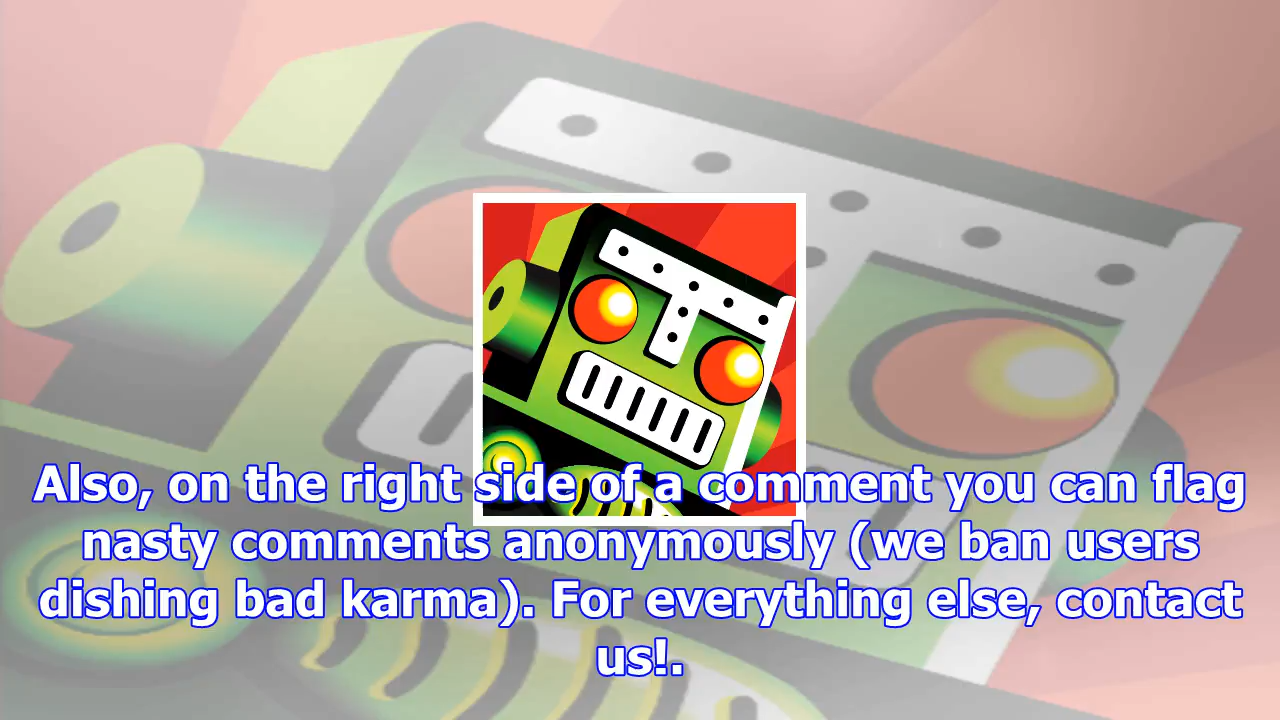 Also, on the right side of a comment you can flag
nasty comments anonymously (we ban users
dishing bad karma). For everything else, contact
us!.